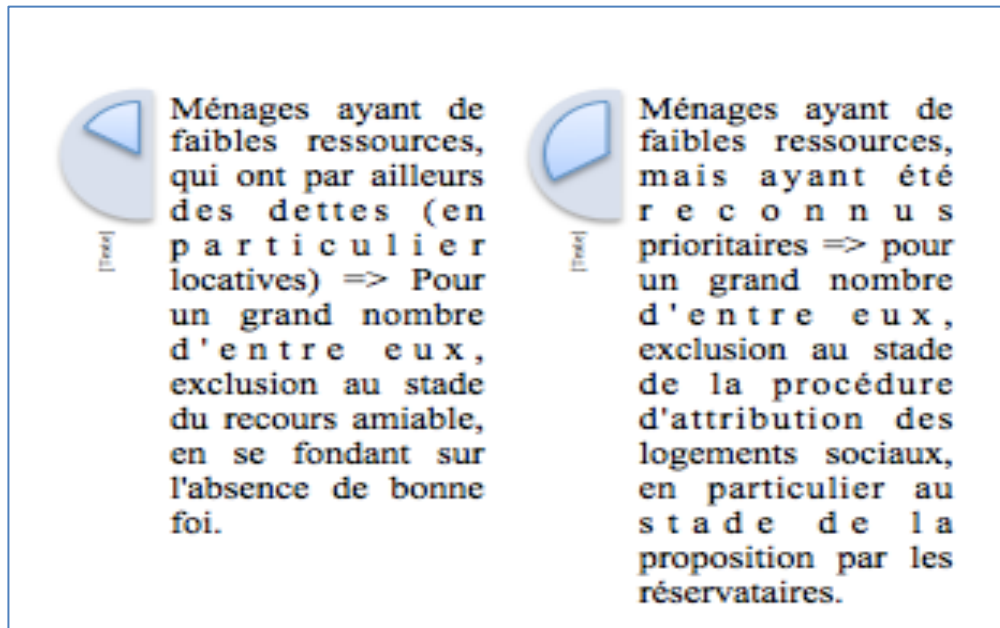 Ménages ayant de
faibles ressources,
qui ont par ailleurs
des dettes (en
particulier
locatives) => Pour
un grand nombre
d'entre eux,
exclusion au stade
du recours amiable,
en se fondant sur
l'absence de bonne
foi.
[Texte]
Ménages ayant de
faibles ressources,
mais ayant été
reconnus
prioritaires => pour
un grand nombre
d'entre eux,
exclusion au stade
de la procédure
d'attribution des
logements sociaux,
en particulier au
stade de la
proposition par les
réservataires.
[Texte]